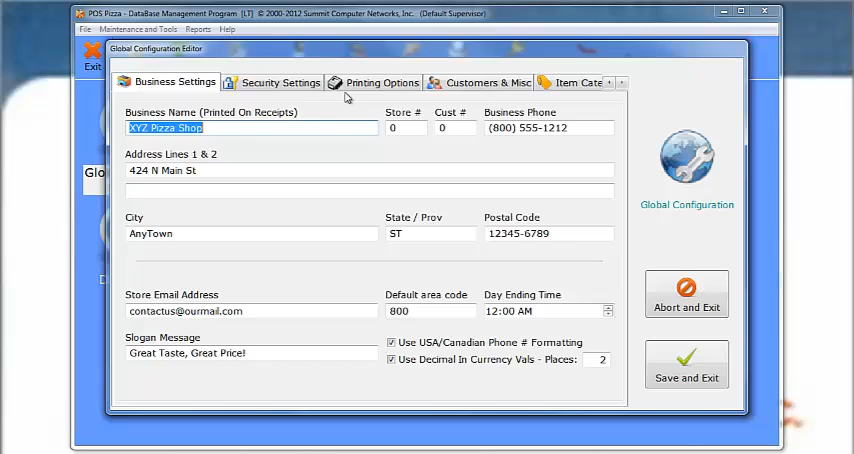 POS Pizza - DataBase Management Program [LT] © 2000-2012 Summit Computer Networks, Inc. (Default Supervisor)
File Maintenance and Tools Reports Help
Global Configuration Editor
Exit
Business Settings Security Settings Printing Options Customers & Misc Item Cate
Business Name (Printed On Receipts) Store # Cust # Business Phone
XYZ Pizza Shop 0 0 (800) 555-1212
Address Lines 1 & 2
424 N Main St
Glo
Global Configuration
City State / Prov Postal Code
AnyTown ST 12345-6789
D
Store Email Address Default area code Day Ending Time
contactus@ourmail.com 800 12:00 AM
Abort and Exit
Slogan Message
Great Taste, Great Price!
Use USA/Canadian Phone # Formatting
Use Decimal In Currency Vals - Places: 2
Save and Exit